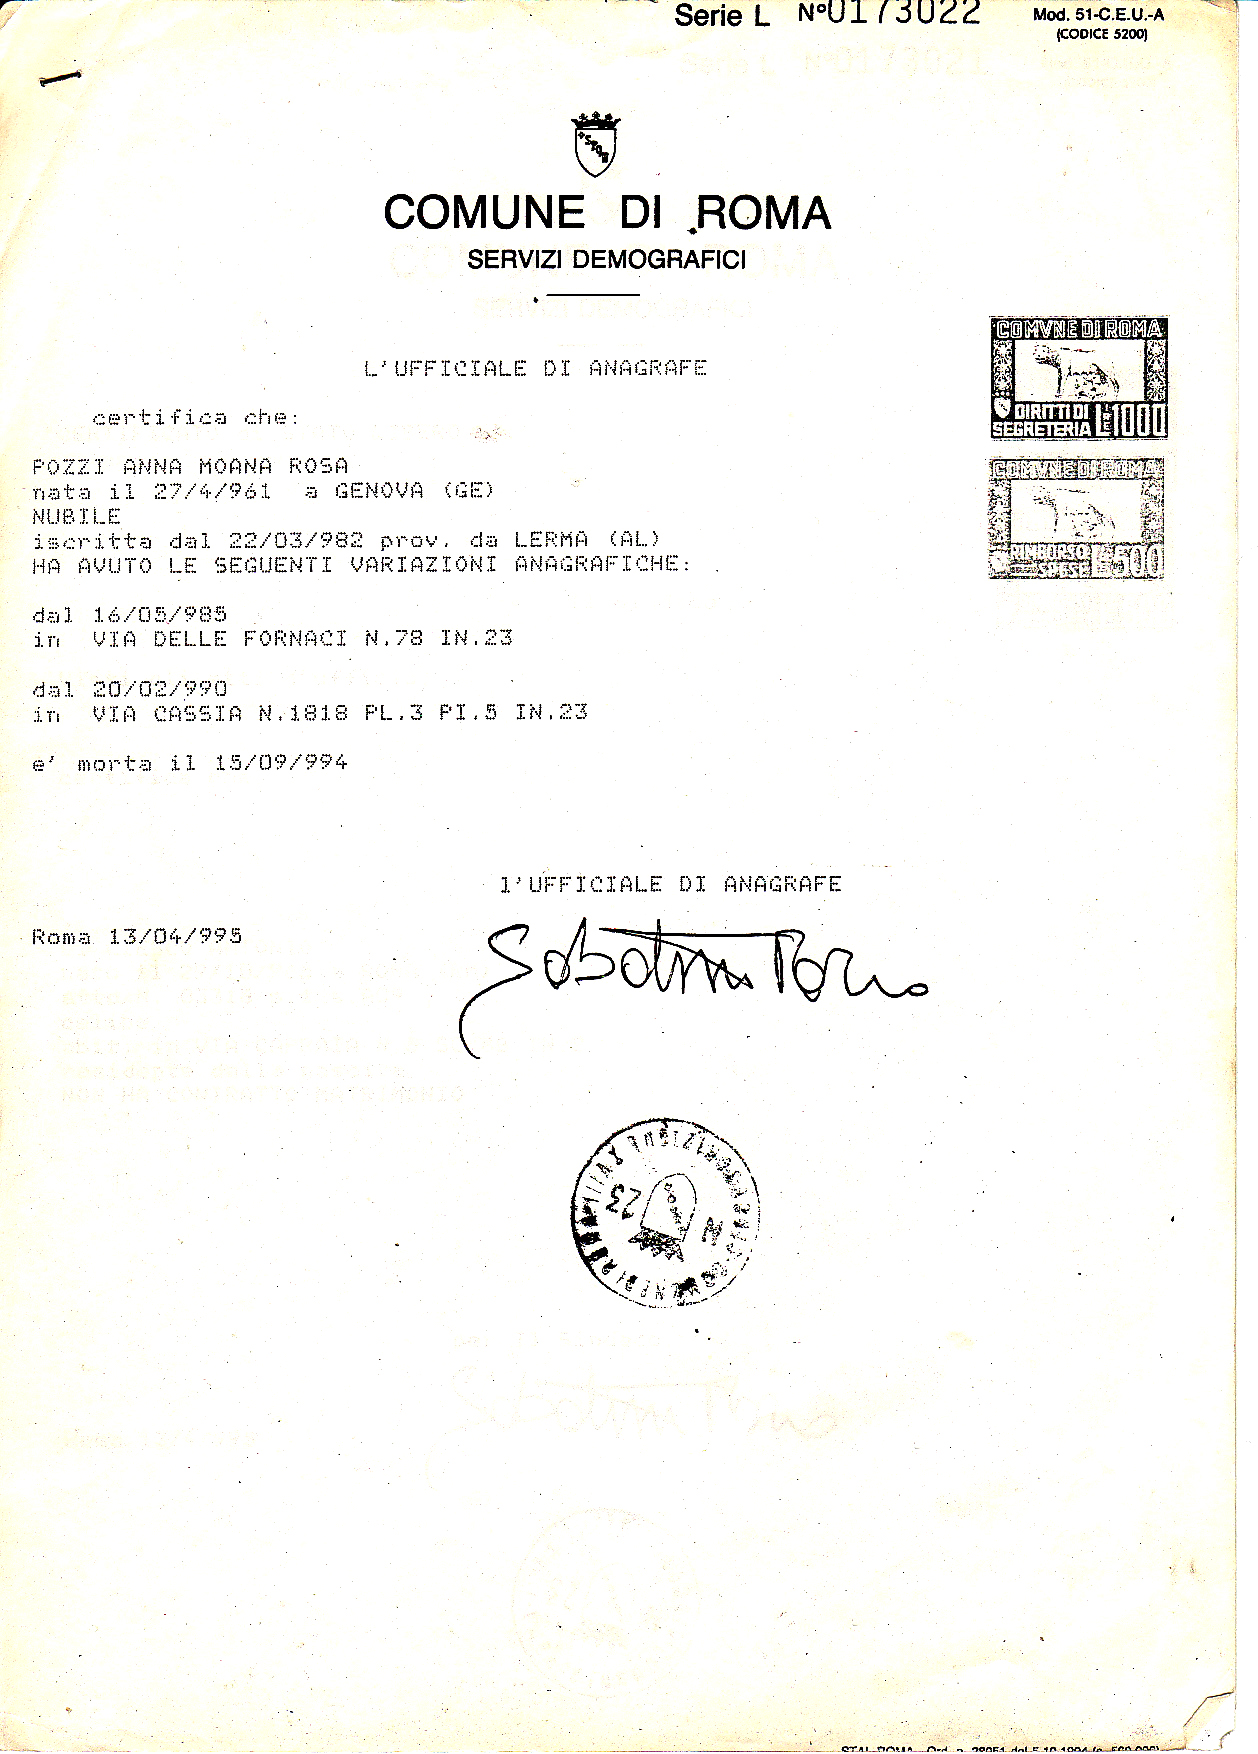 Serie L N°0173022
Mod. 51-C.E.U.-A
(CODICE 5200)
COMUNE DI ROMA
SERVIZI DEMOGRAFICI
COMVNE DI ROMA
DIRITTI DI
SEGRETERIA L.1000
COMVNE DI ROMA
RIMBORSO
SPESE L.500
L'UFFICIALE DI ANAGRAFE
certifica che:
POZZI ANNA MOANA ROSA
nata il 27/4/961 a GENOVA (GE)
NUBILE
iscritta dal 22/03/982 prov. da LERMA (AL)
HA AVUTO LE SEGUENTI VARIAZIONI ANAGRAFICHE:
dal 16/05/985
in VIA DELLE FORNACI N.78 IN.23
dal 20/02/990
in VIA CASSIA N.1818 PL.3 PI.5 IN.23
e' morta il 15/09/994
l'UFFICIALE DI ANAGRAFE
Roma 13/04/995
N 23